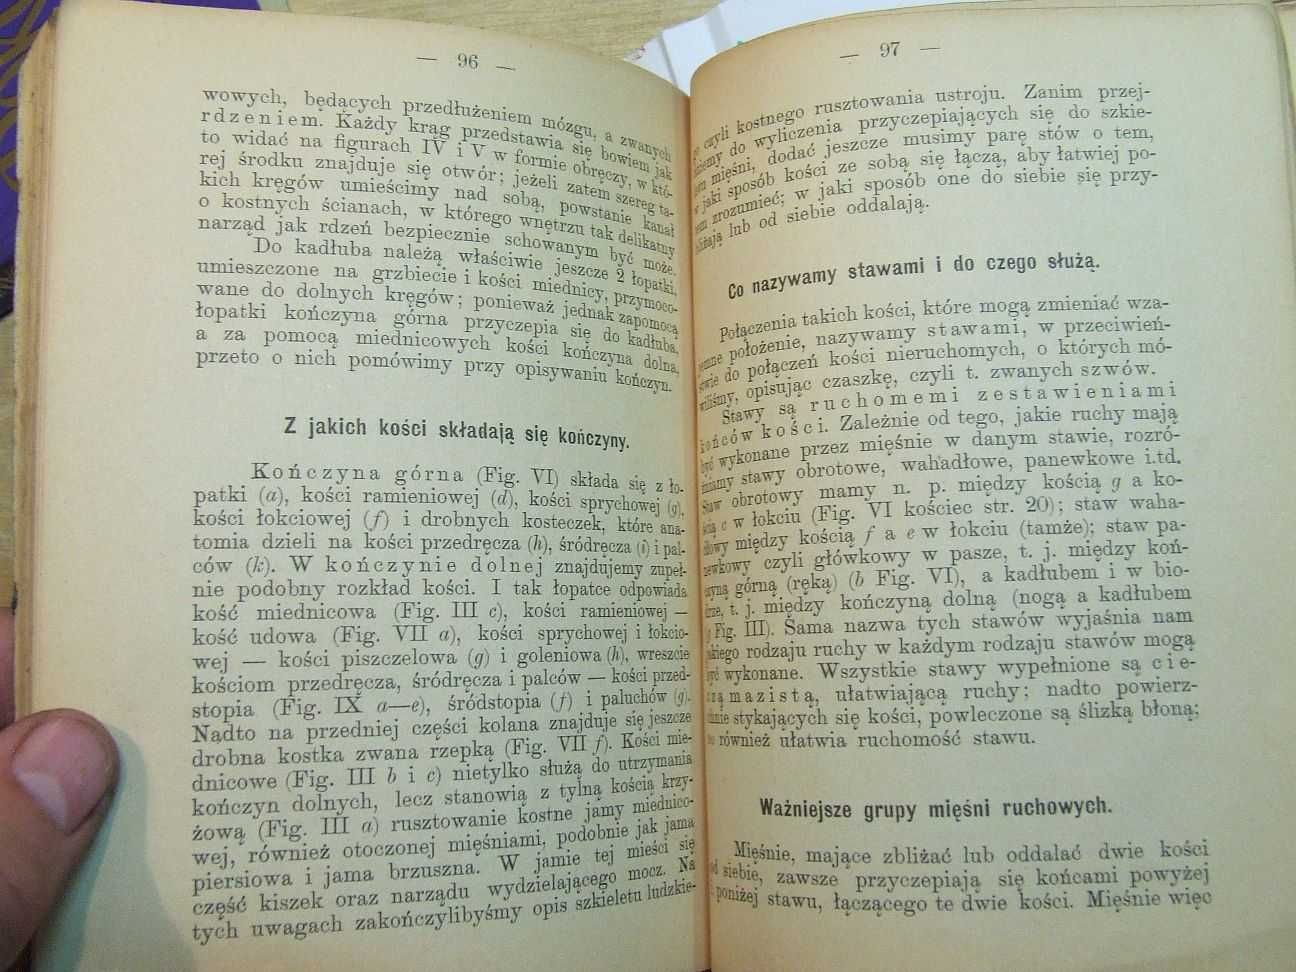 — 96 —
wowych, będących przedłużeniem mózgu, a zwanych
rdzeniem. Każdy krąg przedstawia się bowiem jak
to widać na figurach IV i V w formie obręczy, w któ-
rej środku znajduje się otwór; jeżeli zatem szereg ta-
kich kręgów umieścimy nad sobą, powstanie kanał
o kostnych ścianach, w którego wnętrzu tak delikatny
narząd jak rdzeń bezpiecznie schowanym być może.
Do kadłuba należą właściwie jeszcze 2 łopatki,
umieszczone na grzbiecie i kości miednicy, przymoco-
wane do dolnych kręgów; ponieważ jednak zapomocą
łopatki kończyna górna przyczepia się do kadłuba,
a za pomocą miednicowych kości kończyna dolna,
przeto o nich pomówimy przy opisywaniu kończyn.
Z jakich kości składają się kończyny.
Kończyna górna (Fig. VI) składa się z ło-
patki (a), kości ramieniowej (d), kości sprychowej (g),
kości łokciowej (f) i drobnych kosteczek, które ana-
tomia dzieli na kości przedręcza (h), śródręcza (i) i pal-
ców (k). W kończynie dolnej znajdujemy zupeł-
nie podobny rozkład kości. I tak łopatce odpowiada
kość miednicowa (Fig. III c), kości ramieniowej —
kość udowa (Fig. VII a), kości sprychowej i łokcio-
wej — kości piszczelowa (g) i goleniowa (h), wreszcie
kościom przedręcza, śródręcza i palców — kości przed-
stopia (Fig. IX a—e), śródstopia (f) i paluchów (g).
Nadto na przedniej części kolana znajduje się jeszcze
drobna kostka zwana rzepką (Fig. VII f). Kości mie-
dnicowe (Fig. III b i c) nietylko służą do utrzymania
kończyn dolnych, lecz stanowią z tylną kością krzy-
żową (Fig. III a) rusztowanie kostne jamy miednico-
wej, również otoczonej mięśniami, podobnie jak jama
piersiowa i jama brzuszna. W jamie tej mieści się
część kiszek oraz narządu wydzielającego mocz. Na
tych uwagach zakończylibyśmy opis szkieletu ludzkie-
— 97 —
czyli kostnego rusztowania ustroju. Zanim przej-
do wyliczenia przyczepiających się do szkie-
mięśni, dodać jeszcze musimy parę słów o tem,
w jaki sposób kości ze sobą się łączą, aby łatwiej po-
zrozumieć; w jaki sposób one do siebie się przy-
lub od siebie oddalają.
Co nazywamy stawami i do czego służą.
Połączenia takich kości, które mogą zmieniać wza-
jemne położenie, nazywamy stawami, w przeciwień-
stwie do połączeń kości nieruchomych, o których mó-
wiliśmy, opisując czaszkę, czyli t. zwanych szwów.
Stawy są ruchomemi zestawieniami
końców kości. Zależnie od tego, jakie ruchy mają
być wykonane przez mięśnie w danym stawie, rozró-
żniamy stawy obrotowe, wahadłowe, panewkowe i.td.
Staw obrotowy mamy n. p. między kością g a ko-
ścią c w łokciu (Fig. VI kościec str. 20); staw waha-
dłowy między kością f a e w łokciu (tamże); staw pa-
newkowy czyli główkowy w pasze, t. j. między koń-
czyną górną (ręką) (b Fig. VI), a kadłubem i w bio-
drze, t. j. między kończyną dolną (nogą a kadłubem
Fig. III). Sama nazwa tych stawów wyjaśnia nam
jakiego rodzaju ruchy w każdym rodzaju stawów mogą
być wykonane. Wszystkie stawy wypełnione są cie-
czą mazistą, ułatwiającą ruchy; nadto powierz-
chnie stykających się kości, powleczone są ślizką błoną;
co również ułatwia ruchomość stawu.
Ważniejsze grupy mięśni ruchowych.
Mięśnie, mające zbliżać lub oddalać dwie kości
od siebie, zawsze przyczepiają się końcami powyżej
i poniżej stawu, łączącego te dwie kości. Mięśnie więc